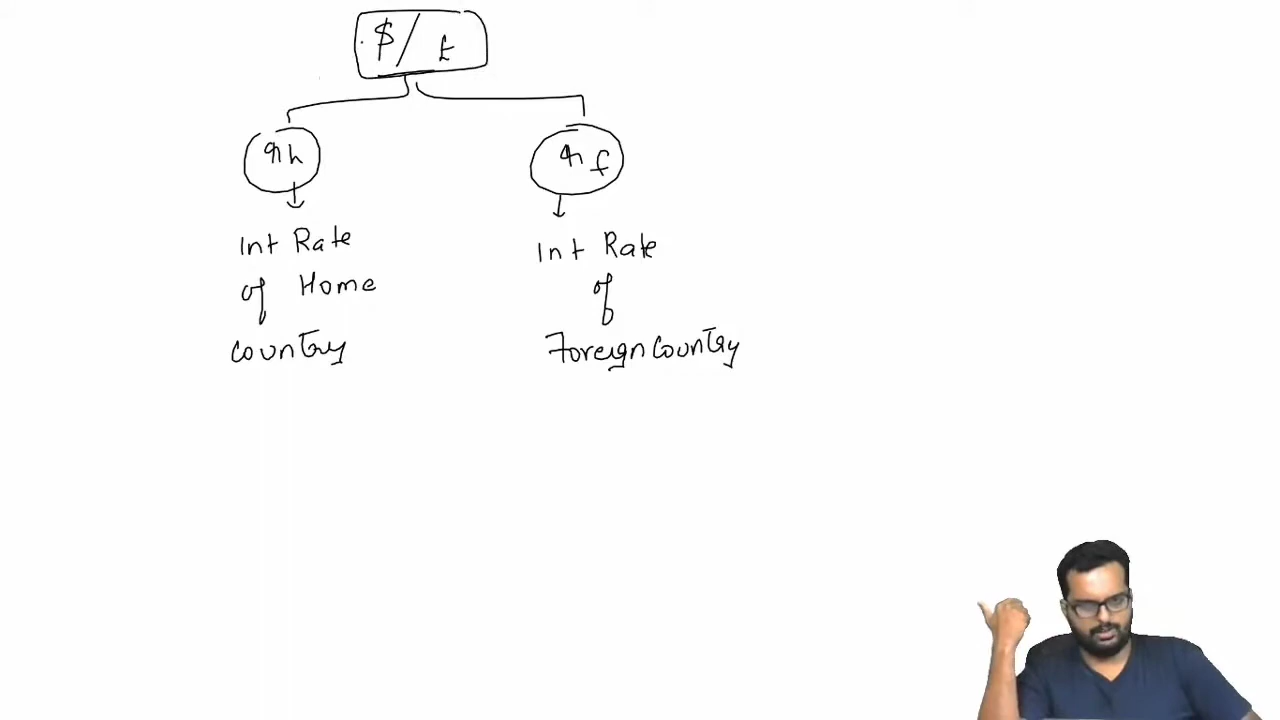 $/£
rh
rf
Int Rate
of Home
country
Int Rate
of
Foreign country